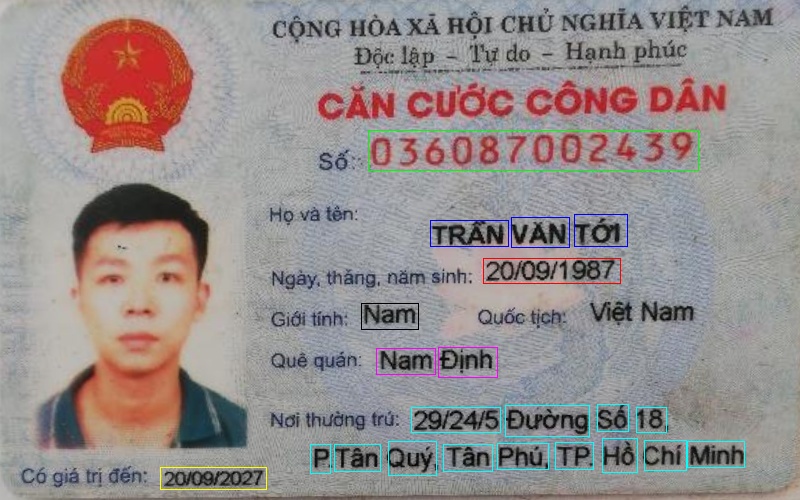 CỘNG HÒA XÃ HỘI CHỦ NGHĨA VIỆT NAM
Độc lập - Tự do - Hạnh phúc
CĂN CƯỚC CÔNG DÂN
Số: 036087002439
Họ và tên:
TRẦN VĂN TỚI
Ngày, tháng, năm sinh: 20/09/1987
Giới tính: Nam Quốc tịch: Việt Nam
Quê quán: Nam Định
Nơi thường trú: 29/24/5 Đường Số 18,
P.Tân Quý, Tân Phú, TP. Hồ Chí Minh
Có giá trị đến: 20/09/2027